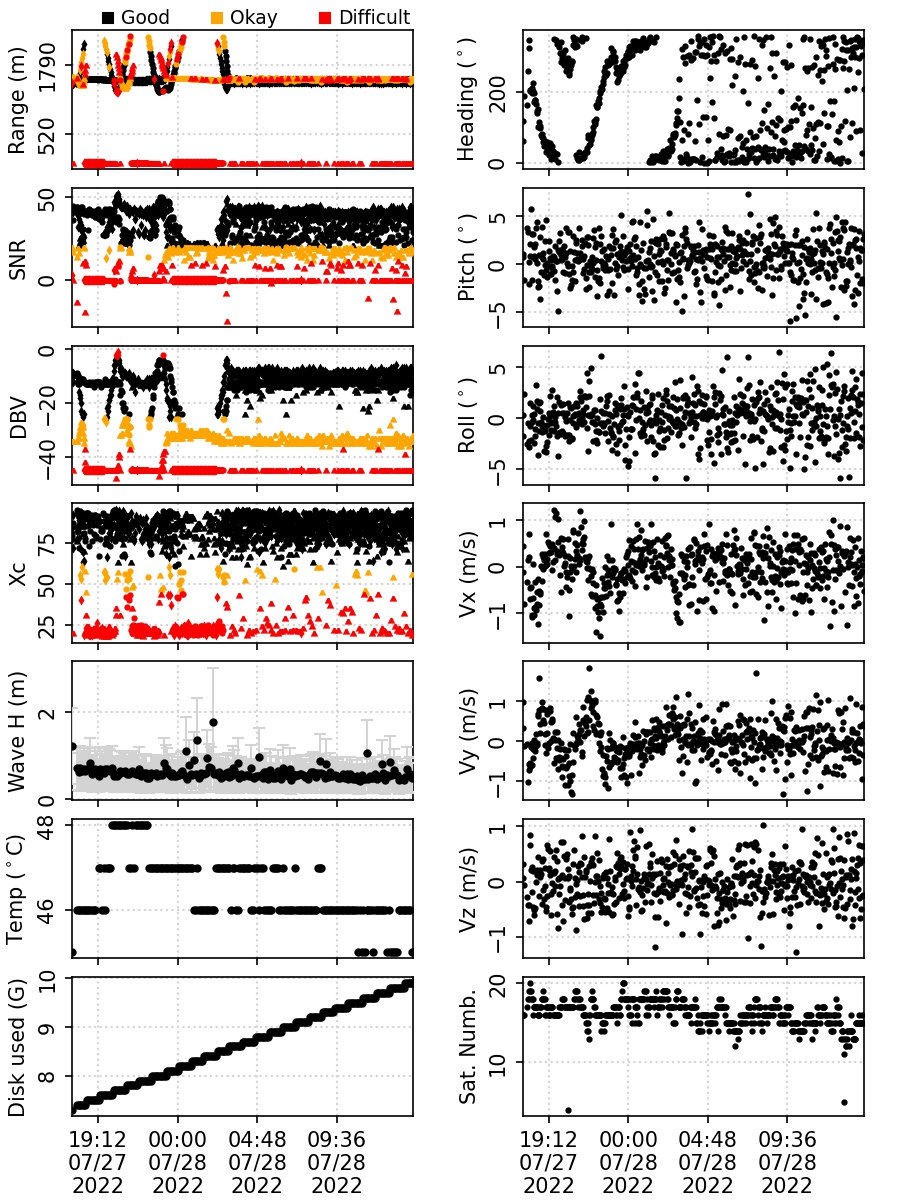 Good Okay Difficult
Range (m)
1790
520
Heading (°)
200
0
SNR
50
0
Pitch (°)
5
0
−5
DBV
0
−20
−40
Roll (°)
5
0
−5
Xc
75
50
25
Vx (m/s)
1
0
−1
Wave H (m)
2
0
Vy (m/s)
1
0
−1
Temp (°C)
48
46
Vz (m/s)
1
0
−1
Disk used (G)
10
9
8
Sat. Numb.
20
10
19:12 00:00 04:48 09:36
07/27 07/28 07/28 07/28
2022 2022 2022 2022
19:12 00:00 04:48 09:36
07/27 07/28 07/28 07/28
2022 2022 2022 2022